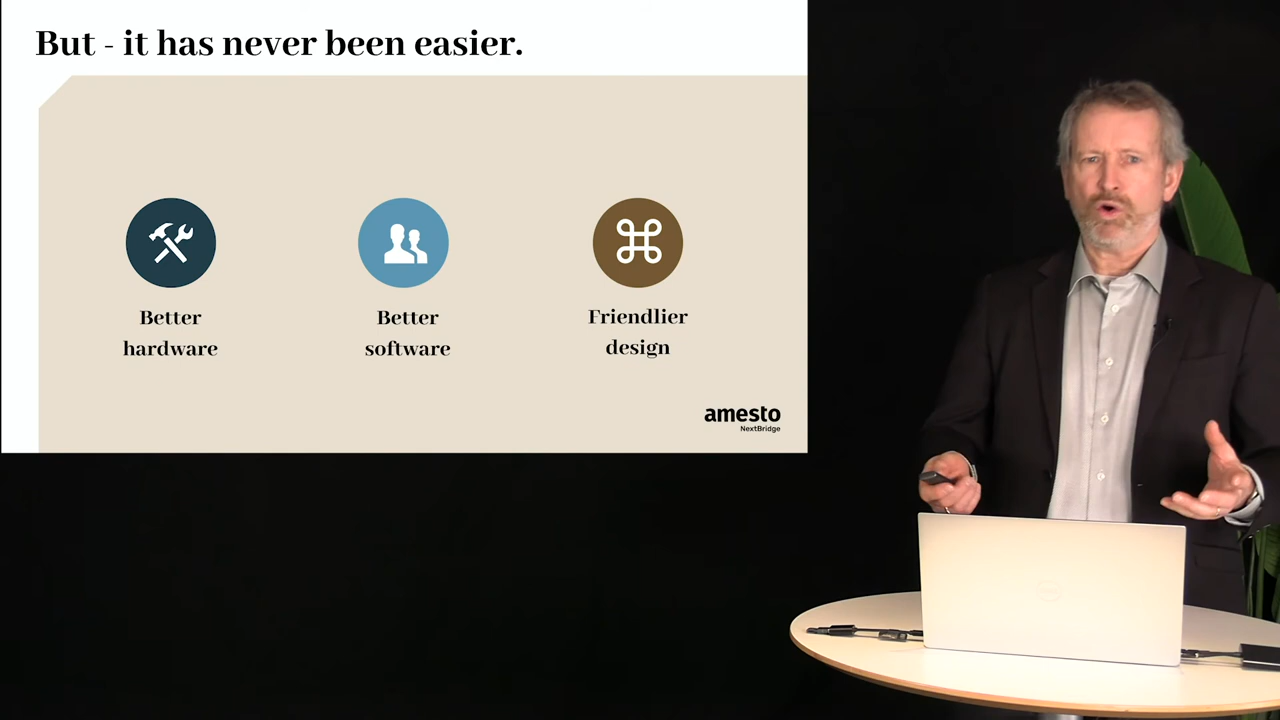 But - it has never been easier.
Better
hardware
Better
software
Friendlier
design
amesto
NextBridge